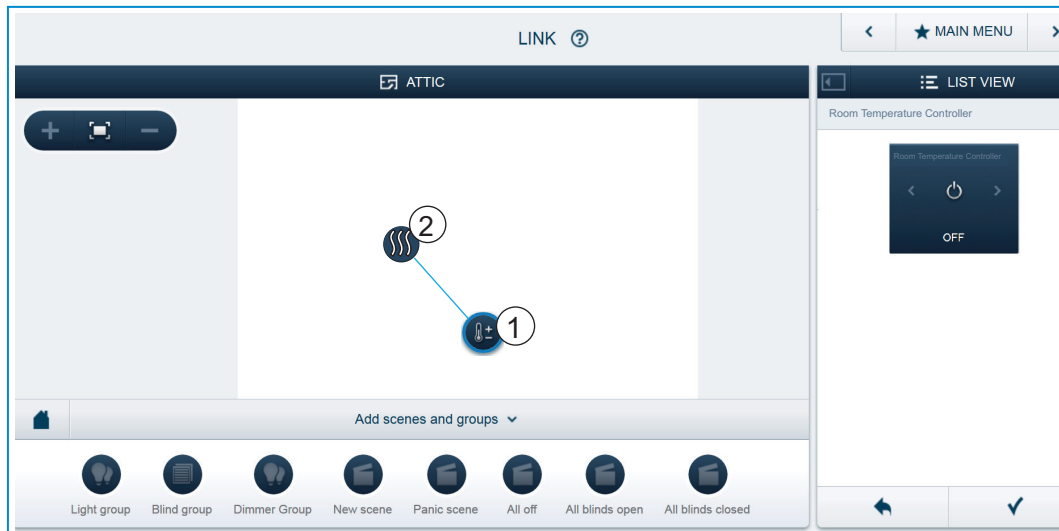 LINK ?
MAIN MENU
ATTIC
LIST VIEW
Room Temperature Controller
Room Temperature Controller
OFF
2
1
Add scenes and groups
Light group
Blind group
Dimmer Group
New scene
Panic scene
All off
All blinds open
All blinds closed